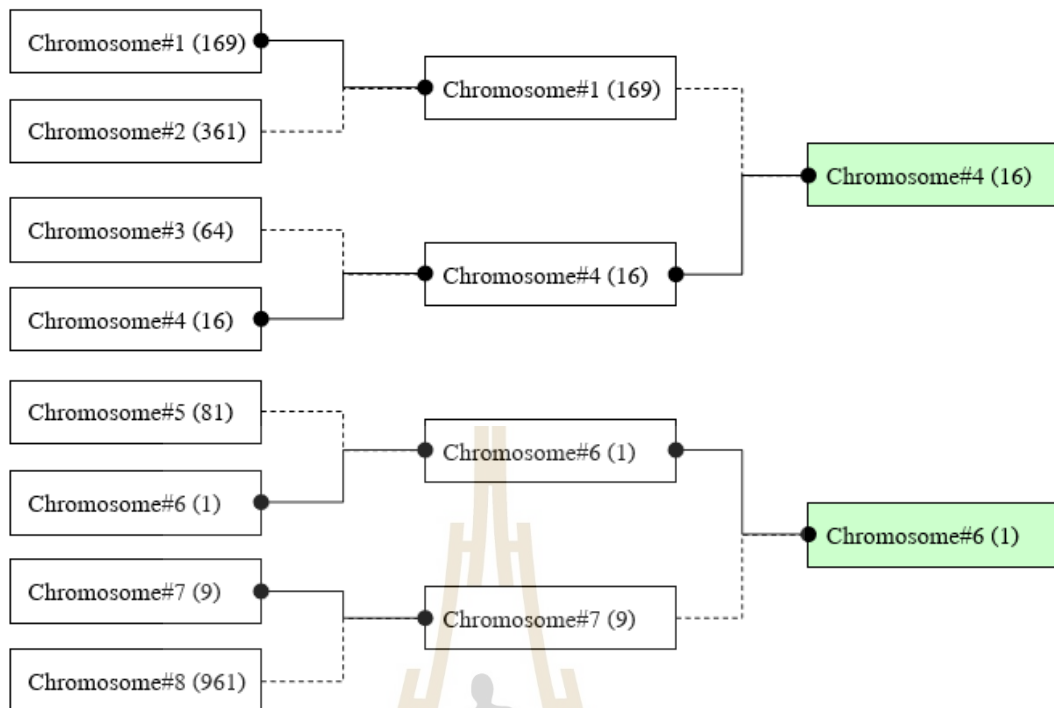 Chromosome#1 (169)
Chromosome#2 (361)
Chromosome#3 (64)
Chromosome#4 (16)
Chromosome#5 (81)
Chromosome#6 (1)
Chromosome#7 (9)
Chromosome#8 (961)
Chromosome#1 (169)
Chromosome#4 (16)
Chromosome#6 (1)
Chromosome#7 (9)
Chromosome#4 (16)
Chromosome#6 (1)